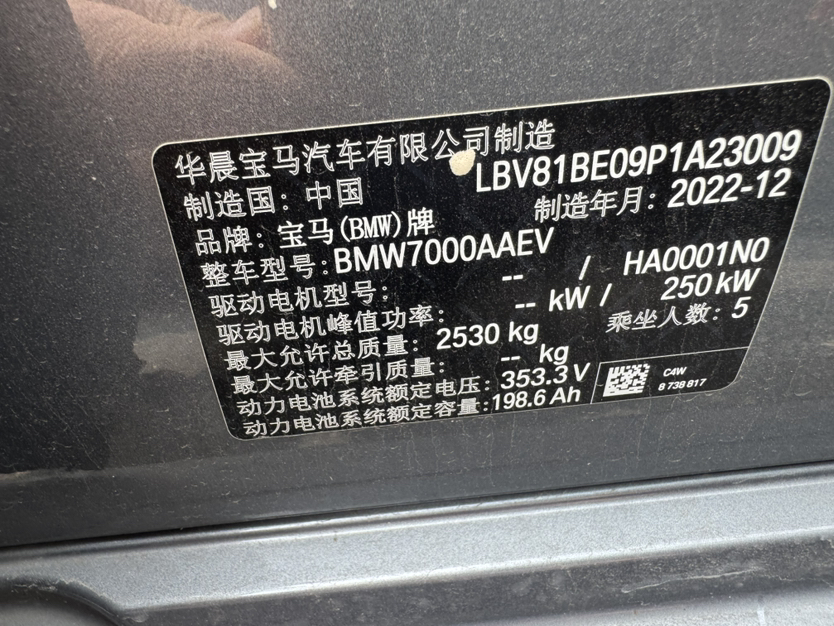 华晨宝马汽车有限公司制造
LBV81BE09P1A23009
制造国：中国 制造年月：2022-12
品牌：宝马(BMW)牌
整车型号：BMW7000AAEV
驱动电机型号： -- / HA0001N0
驱动电机峰值功率： -- kW / 250 kW
最大允许总质量： 2530 kg 乘坐人数：5
最大允许牵引质量： -- kg
动力电池系统额定电压：353.3 V
动力电池系统额定容量：198.6 Ah
C4W
8 738 817